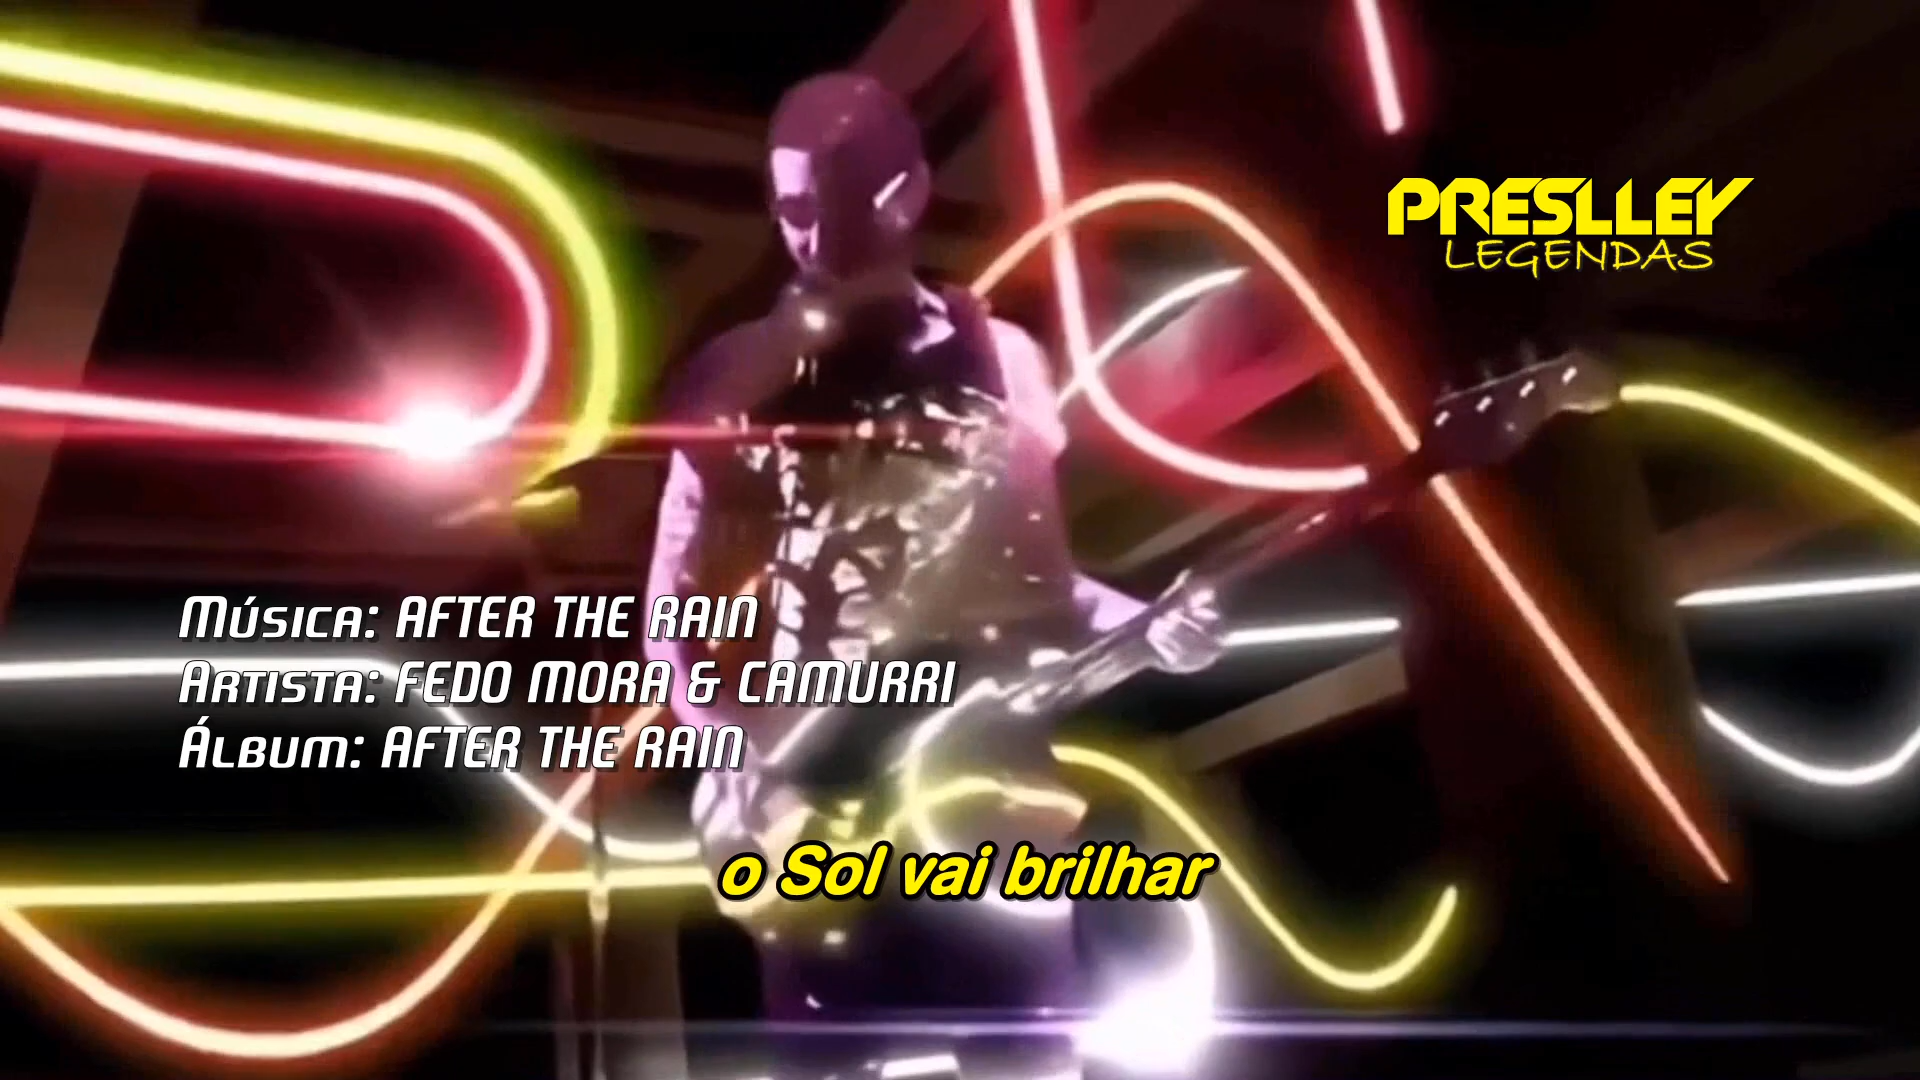 PRESLLEY
LEGENDAS
Música: AFTER THE RAIN
Artista: FEDO MORA & CAMURRI
Álbum: AFTER THE RAIN
o Sol vai brilhar